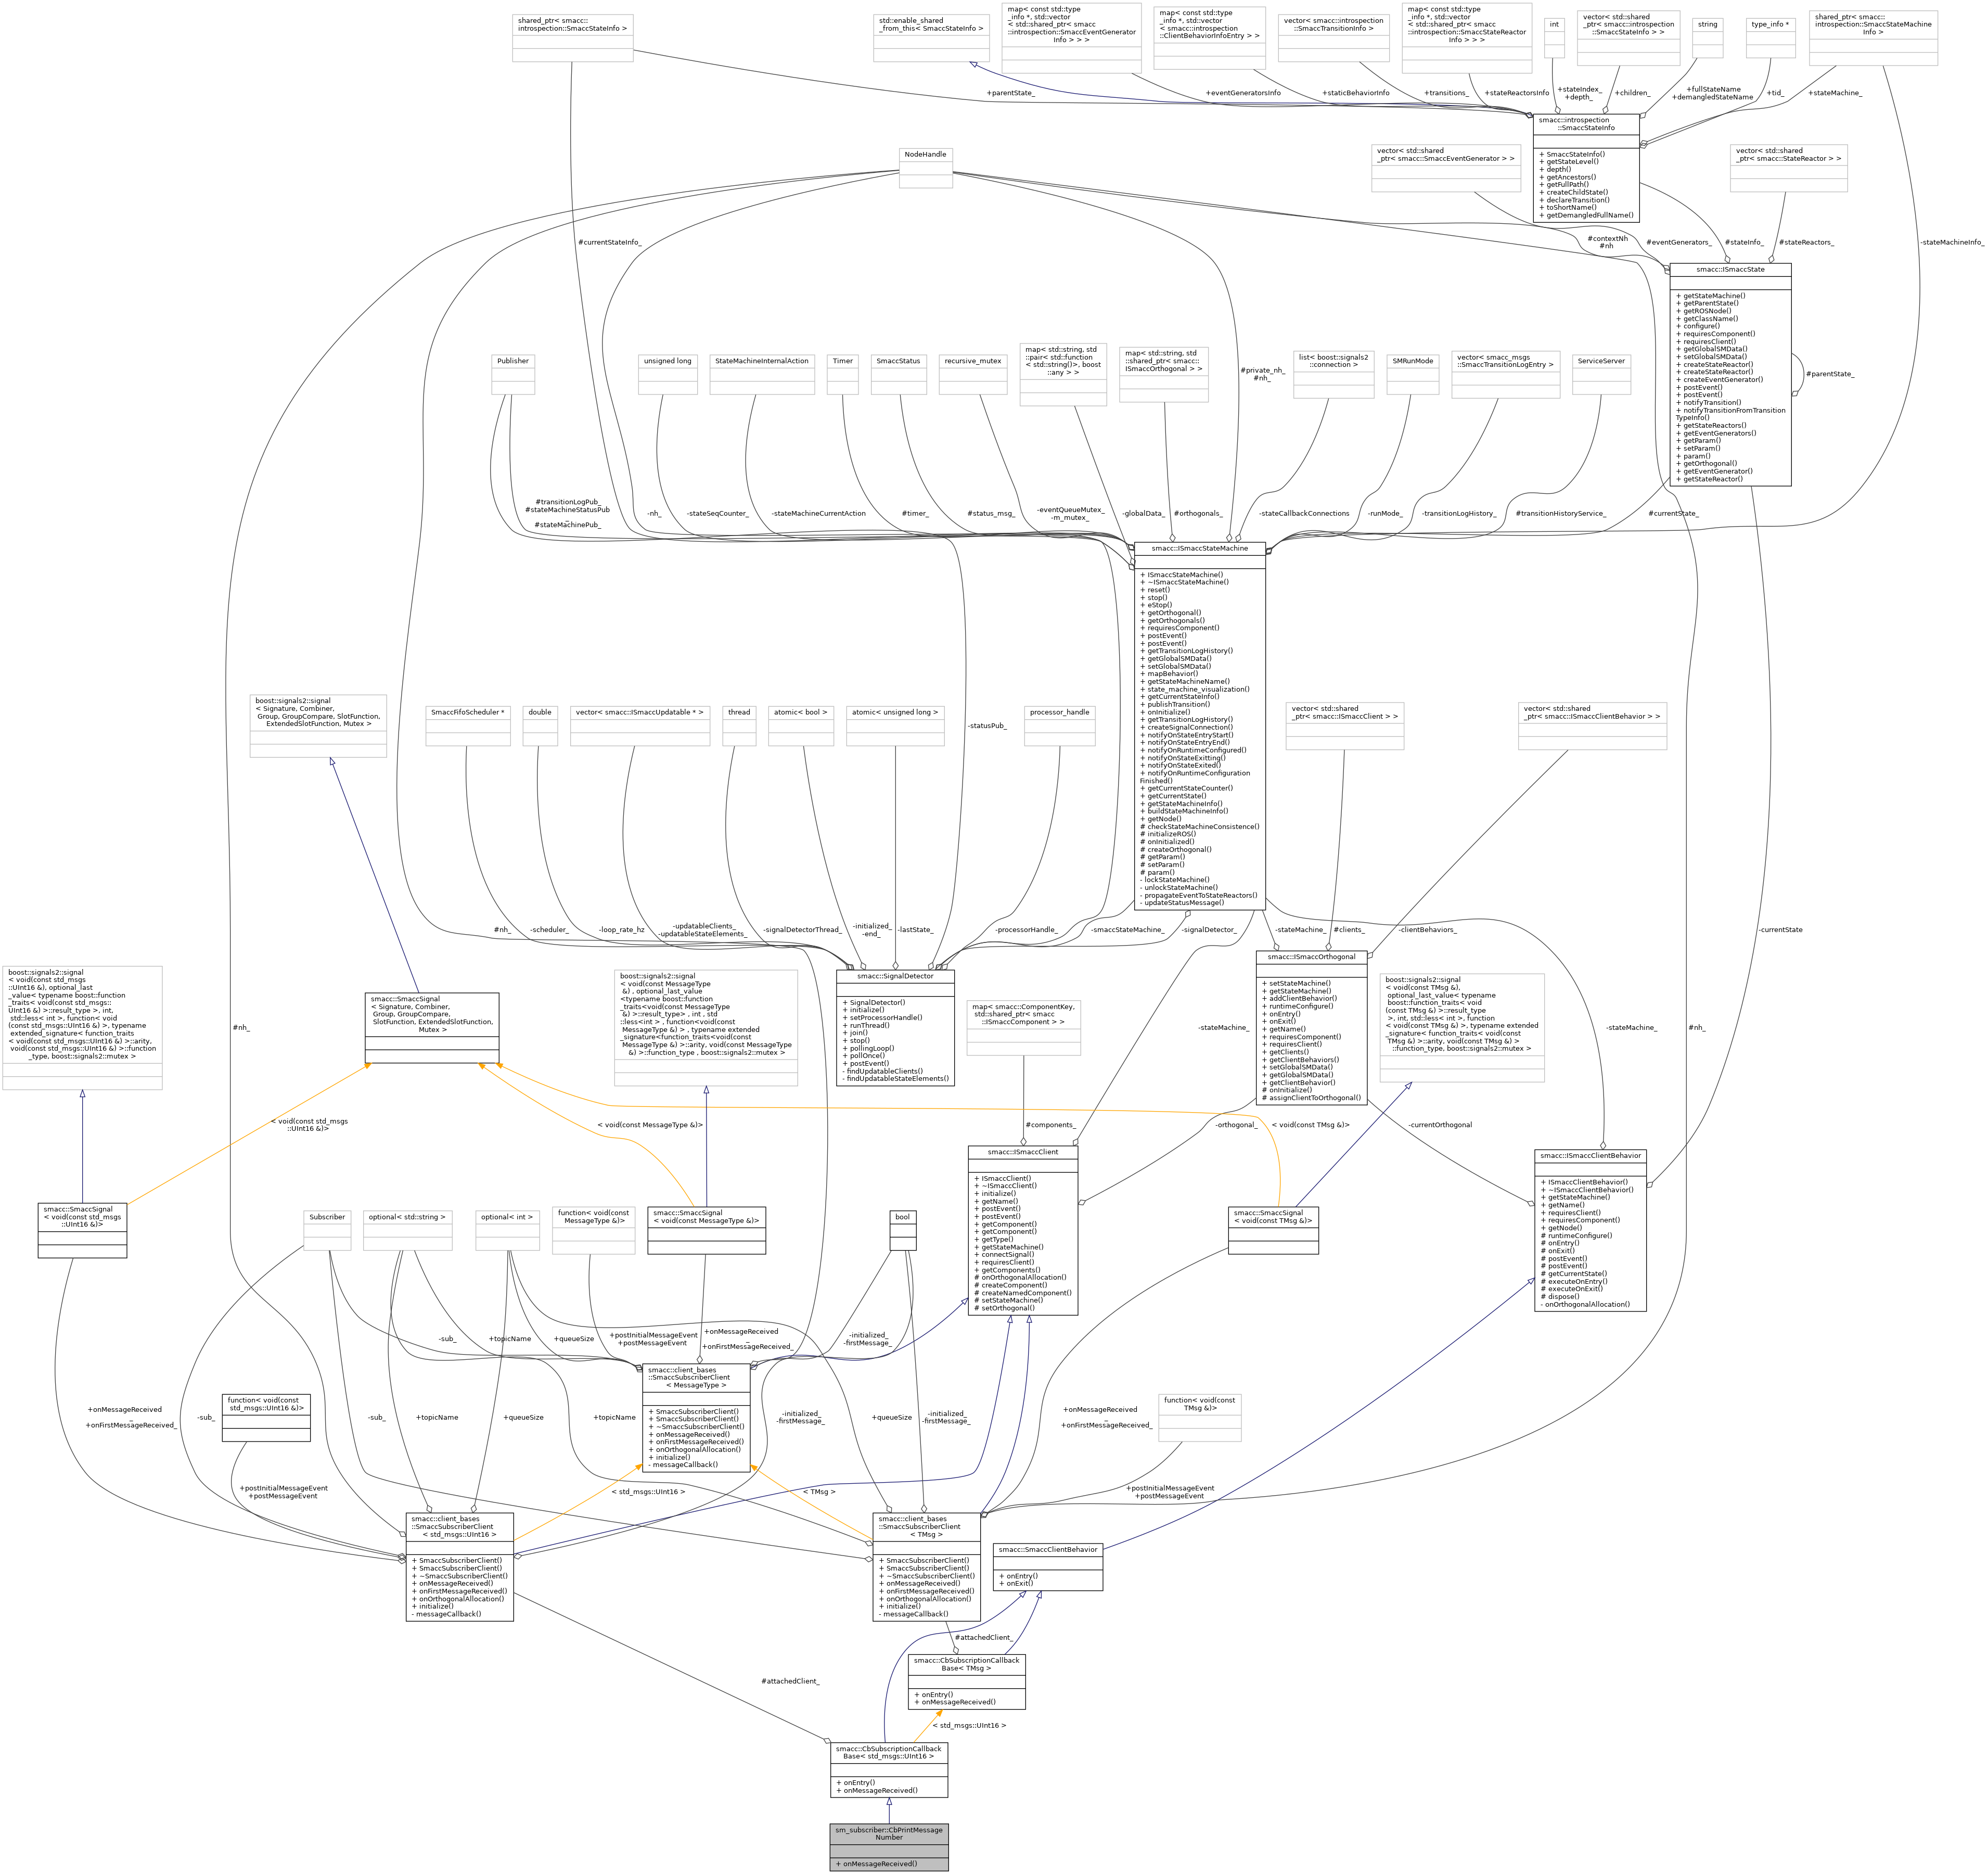 shared_ptr< smacc::
introspection::SmaccStateInfo >
std::enable_shared
_from_this< SmaccStateInfo >
map< const std::type
_info *, std::vector
< std::shared_ptr< smacc
::introspection::SmaccEventGenerator
Info > > >
map< const std::type
_info *, std::vector
< smacc::introspection
::ClientBehaviorInfoEntry > >
vector< smacc::introspection
::SmaccTransitionInfo >
map< const std::type
_info *, std::vector
< std::shared_ptr< smacc
::introspection::SmaccStateReactor
Info > > >
int
vector< std::shared
_ptr< smacc::introspection
::SmaccStateInfo > >
string
type_info *
shared_ptr< smacc::
introspection::SmaccStateMachine
Info >
+parentState_
+eventGeneratorsInfo
+staticBehaviorInfo
+transitions_
+stateReactorsInfo
+stateIndex_
+depth_
+children_
+fullStateName
+demangledStateName
+tid_
+stateMachine_
smacc::introspection
::SmaccStateInfo
+ SmaccStateInfo()
+ getStateLevel()
+ depth()
+ getAncestors()
+ getFullPath()
+ createChildState()
+ declareTransition()
+ toShortName()
+ getDemangledFullName()
NodeHandle
vector< std::shared
_ptr< smacc::SmaccEventGenerator > >
vector< std::shared
_ptr< smacc::StateReactor > >
#currentStateInfo_
#contextNh
#nh
#eventGenerators_
#stateInfo_
#stateReactors_
-stateMachineInfo_
smacc::ISmaccState
+ getStateMachine()
+ getParentState()
+ getROSNode()
+ getClassName()
+ configure()
+ requiresComponent()
+ requiresClient()
+ getGlobalSMData()
+ setGlobalSMData()
+ createStateReactor()
+ createStateReactor()
+ createEventGenerator()
+ postEvent()
+ postEvent()
+ notifyTransition()
+ notifyTransitionFromTransition
TypeInfo()
+ getStateReactors()
+ getEventGenerators()
+ getParam()
+ setParam()
+ param()
+ getOrthogonal()
+ getEventGenerator()
+ getStateReactor()
#parentState_
Publisher
unsigned long
StateMachineInternalAction
Timer
SmaccStatus
recursive_mutex
map< std::string, std
::pair< std::function
< std::string()>, boost
::any > >
map< std::string, std
::shared_ptr< smacc::
ISmaccOrthogonal > >
#private_nh_
#nh_
list< boost::signals2
::connection >
SMRunMode
vector< smacc_msgs
::SmaccTransitionLogEntry >
ServiceServer
#transitionLogPub_
#stateMachineStatusPub
_
#stateMachinePub_
-nh_
-stateSeqCounter_
-stateMachineCurrentAction
#timer_
#status_msg_
-eventQueueMutex_
-m_mutex_
-globalData_
#orthogonals_
-stateCallbackConnections
-runMode_
-transitionLogHistory_
#transitionHistoryService_
#currentState_
smacc::ISmaccStateMachine
+ ISmaccStateMachine()
+ ~ISmaccStateMachine()
+ reset()
+ stop()
+ eStop()
+ getOrthogonal()
+ getOrthogonals()
+ requiresComponent()
+ postEvent()
+ postEvent()
+ getTransitionLogHistory()
+ getGlobalSMData()
+ setGlobalSMData()
+ mapBehavior()
+ getStateMachineName()
+ state_machine_visualization()
+ getCurrentStateInfo()
+ publishTransition()
+ onInitialize()
+ getTransitionLogHistory()
+ createSignalConnection()
+ notifyOnStateEntryStart()
+ notifyOnStateEntryEnd()
+ notifyOnRuntimeConfigured()
+ notifyOnStateExitting()
+ notifyOnStateExited()
+ notifyOnRuntimeConfiguration
Finished()
+ getCurrentStateCounter()
+ getCurrentState()
+ getStateMachineInfo()
+ buildStateMachineInfo()
+ getNode()
# checkStateMachineConsistence()
# initializeROS()
# onInitialized()
# createOrthogonal()
# getParam()
# setParam()
# param()
- lockStateMachine()
- unlockStateMachine()
- propagateEventToStateReactors()
- updateStatusMessage()
boost::signals2::signal
< Signature, Combiner,
Group, GroupCompare, SlotFunction,
ExtendedSlotFunction, Mutex >
SmaccFifoScheduler *
double
vector< smacc::ISmaccUpdatable * >
thread
atomic< bool >
atomic< unsigned long >
-statusPub_
processor_handle
vector< std::shared
_ptr< smacc::ISmaccClient > >
vector< std::shared
_ptr< smacc::ISmaccClientBehavior > >
#nh_
-scheduler_
-loop_rate_hz
-updatableClients_
-updatableStateElements_
-signalDetectorThread_
-initialized_
-end_
-lastState_
-processorHandle_
-smaccStateMachine_
-signalDetector_
-stateMachine_
#clients_
-clientBehaviors_
-currentState
smacc::SignalDetector
+ SignalDetector()
+ initialize()
+ setProcessorHandle()
+ runThread()
+ join()
+ stop()
+ pollingLoop()
+ pollOnce()
+ postEvent()
- findUpdatableClients()
- findUpdatableStateElements()
smacc::ISmaccOrthogonal
+ setStateMachine()
+ getStateMachine()
+ addClientBehavior()
+ runtimeConfigure()
+ onEntry()
+ onExit()
+ getName()
+ requiresComponent()
+ requiresClient()
+ getClients()
+ getClientBehaviors()
+ setGlobalSMData()
+ getGlobalSMData()
+ getClientBehavior()
# onInitialize()
# assignClientToOrthogonal()
boost::signals2::signal
< void(const std_msgs
::UInt16 &), optional_last
_value< typename boost::function
_traits< void(const std_msgs::
UInt16 &) >::result_type >, int,
std::less< int >, function< void
(const std_msgs::UInt16 &) >, typename
extended_signature< function_traits
< void(const std_msgs::UInt16 &) >::arity,
void(const std_msgs::UInt16 &) >::function
_type, boost::signals2::mutex >
smacc::SmaccSignal
< Signature, Combiner,
Group, GroupCompare,
SlotFunction, ExtendedSlotFunction,
Mutex >
boost::signals2::signal
< void(const MessageType
&) , optional_last_value
<typename boost::function
_traits<void(const MessageType
&) >::result_type> , int , std
::less<int > , function<void(const
MessageType &) > , typename extended
_signature<function_traits<void(const
MessageType &) >::arity, void(const MessageType
&) >::function_type , boost::signals2::mutex >
map< smacc::ComponentKey,
std::shared_ptr< smacc
::ISmaccComponent > >
boost::signals2::signal
< void(const TMsg &),
optional_last_value< typename
boost::function_traits< void
(const TMsg &) >::result_type
>, int, std::less< int >, function
< void(const TMsg &) >, typename extended
_signature< function_traits< void(const
TMsg &) >::arity, void(const TMsg &) >
::function_type, boost::signals2::mutex >
#nh_
-stateMachine_
-stateMachine_
#nh_
< void(const std_msgs
::UInt16 &)>
< void(const MessageType &)>
#components_
-orthogonal_
< void(const TMsg &)>
-currentOrthogonal
smacc::ISmaccClient
+ ISmaccClient()
+ ~ISmaccClient()
+ initialize()
+ getName()
+ postEvent()
+ postEvent()
+ getComponent()
+ getComponent()
+ getType()
+ getStateMachine()
+ connectSignal()
+ requiresClient()
+ getComponents()
# onOrthogonalAllocation()
# createComponent()
# createNamedComponent()
# setStateMachine()
# setOrthogonal()
smacc::ISmaccClientBehavior
+ ISmaccClientBehavior()
+ ~ISmaccClientBehavior()
+ getStateMachine()
+ getName()
+ requiresClient()
+ requiresComponent()
+ getNode()
# runtimeConfigure()
# onEntry()
# onExit()
# postEvent()
# postEvent()
# getCurrentState()
# executeOnEntry()
# executeOnExit()
# dispose()
- onOrthogonalAllocation()
smacc::SmaccSignal
< void(const std_msgs
::UInt16 &)>
Subscriber
optional< std::string >
optional< int >
function< void(const
MessageType &)>
smacc::SmaccSignal
< void(const MessageType &)>
bool
smacc::SmaccSignal
< void(const TMsg &)>
-sub_
+topicName
+queueSize
+postInitialMessageEvent
+postMessageEvent
+onMessageReceived
_
+onFirstMessageReceived_
-initialized_
-firstMessage_
smacc::client_bases
::SmaccSubscriberClient
< MessageType >
+ SmaccSubscriberClient()
+ SmaccSubscriberClient()
+ ~SmaccSubscriberClient()
+ onMessageReceived()
+ onFirstMessageReceived()
+ onOrthogonalAllocation()
+ initialize()
- messageCallback()
+onMessageReceived
_
+onFirstMessageReceived_
-sub_
function< void(const
std_msgs::UInt16 &)>
-sub_
+topicName
+queueSize
+topicName
-initialized_
-firstMessage_
+queueSize
-initialized_
-firstMessage_
+onMessageReceived
_
+onFirstMessageReceived_
function< void(const
TMsg &)>
+postInitialMessageEvent
+postMessageEvent
< std_msgs::UInt16 >
< TMsg >
+postInitialMessageEvent
+postMessageEvent
smacc::client_bases
::SmaccSubscriberClient
< std_msgs::UInt16 >
+ SmaccSubscriberClient()
+ SmaccSubscriberClient()
+ ~SmaccSubscriberClient()
+ onMessageReceived()
+ onFirstMessageReceived()
+ onOrthogonalAllocation()
+ initialize()
- messageCallback()
smacc::client_bases
::SmaccSubscriberClient
< TMsg >
+ SmaccSubscriberClient()
+ SmaccSubscriberClient()
+ ~SmaccSubscriberClient()
+ onMessageReceived()
+ onFirstMessageReceived()
+ onOrthogonalAllocation()
+ initialize()
- messageCallback()
smacc::SmaccClientBehavior
+ onEntry()
+ onExit()
#attachedClient_
#attachedClient_
smacc::CbSubscriptionCallback
Base< TMsg >
+ onEntry()
+ onMessageReceived()
< std_msgs::UInt16 >
smacc::CbSubscriptionCallback
Base< std_msgs::UInt16 >
+ onEntry()
+ onMessageReceived()
sm_subscriber::CbPrintMessage
Number
+ onMessageReceived()